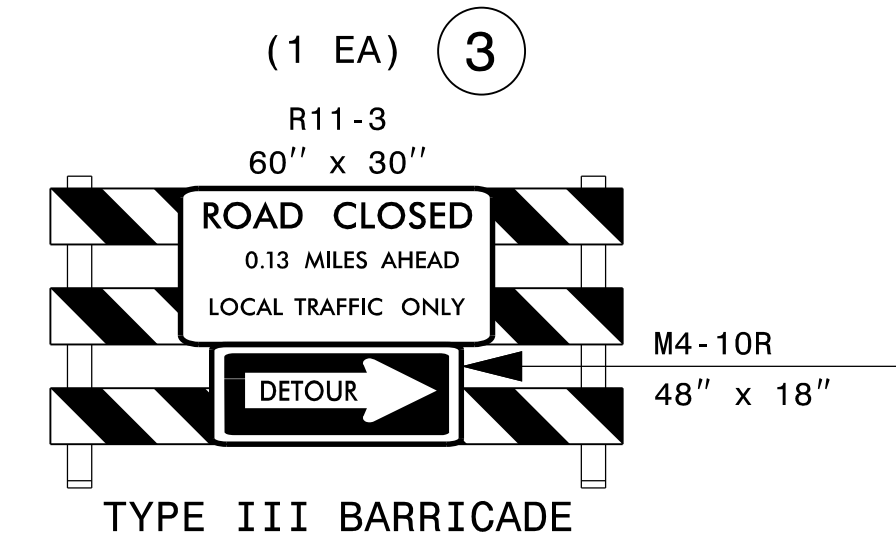 (1 EA) 3
R11-3
60" x 30"
ROAD CLOSED
0.13 MILES AHEAD
LOCAL TRAFFIC ONLY
DETOUR
M4-10R
48" x 18"
TYPE III BARRICADE